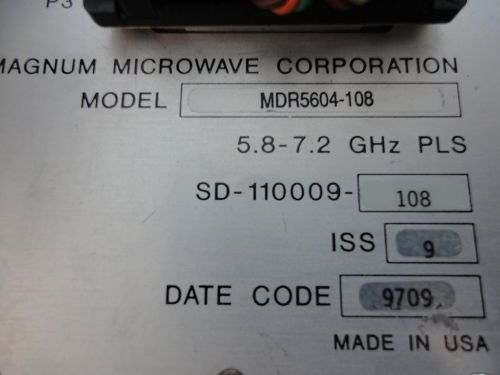 P3
MAGNUM MICROWAVE CORPORATION
MODEL MDR5604-108
5.8-7.2 GHz PLS
SD-110009- 108
ISS 9
DATE CODE 9709
MADE IN USA